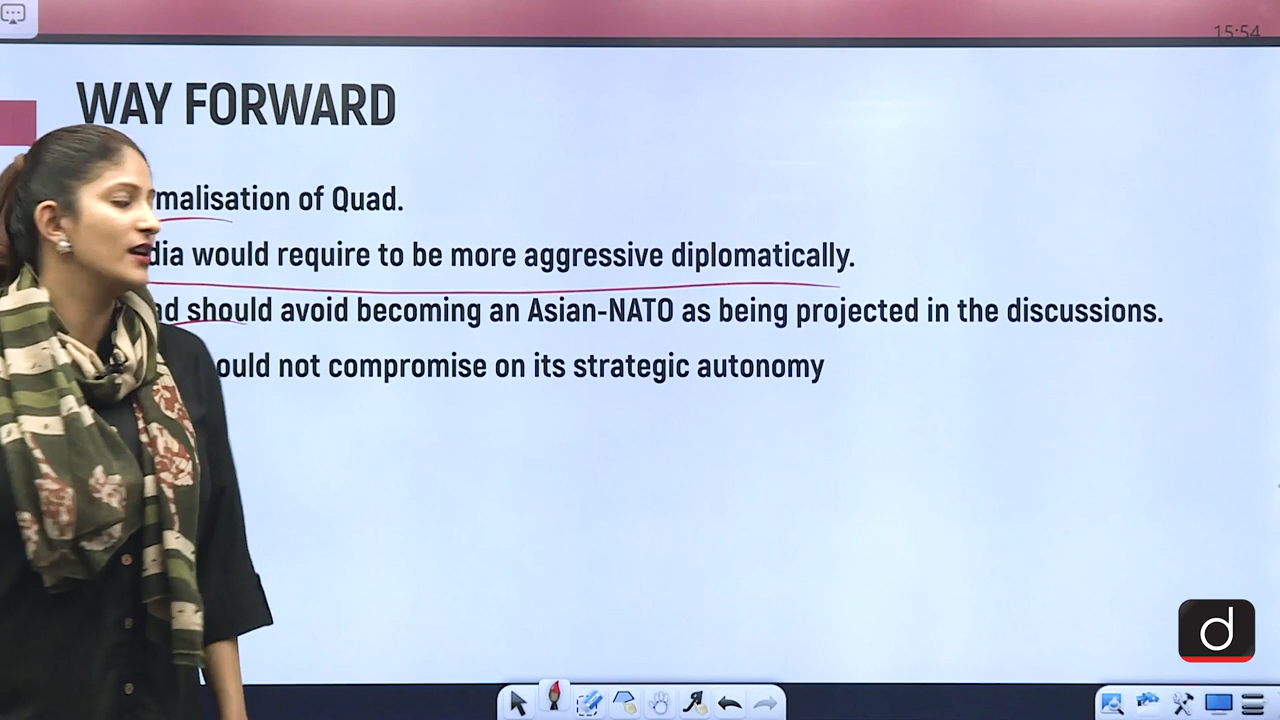 15:54
WAY FORWARD
malisation of Quad.
dia would require to be more aggressive diplomatically.
ad should avoid becoming an Asian-NATO as being projected in the discussions.
ould not compromise on its strategic autonomy
d